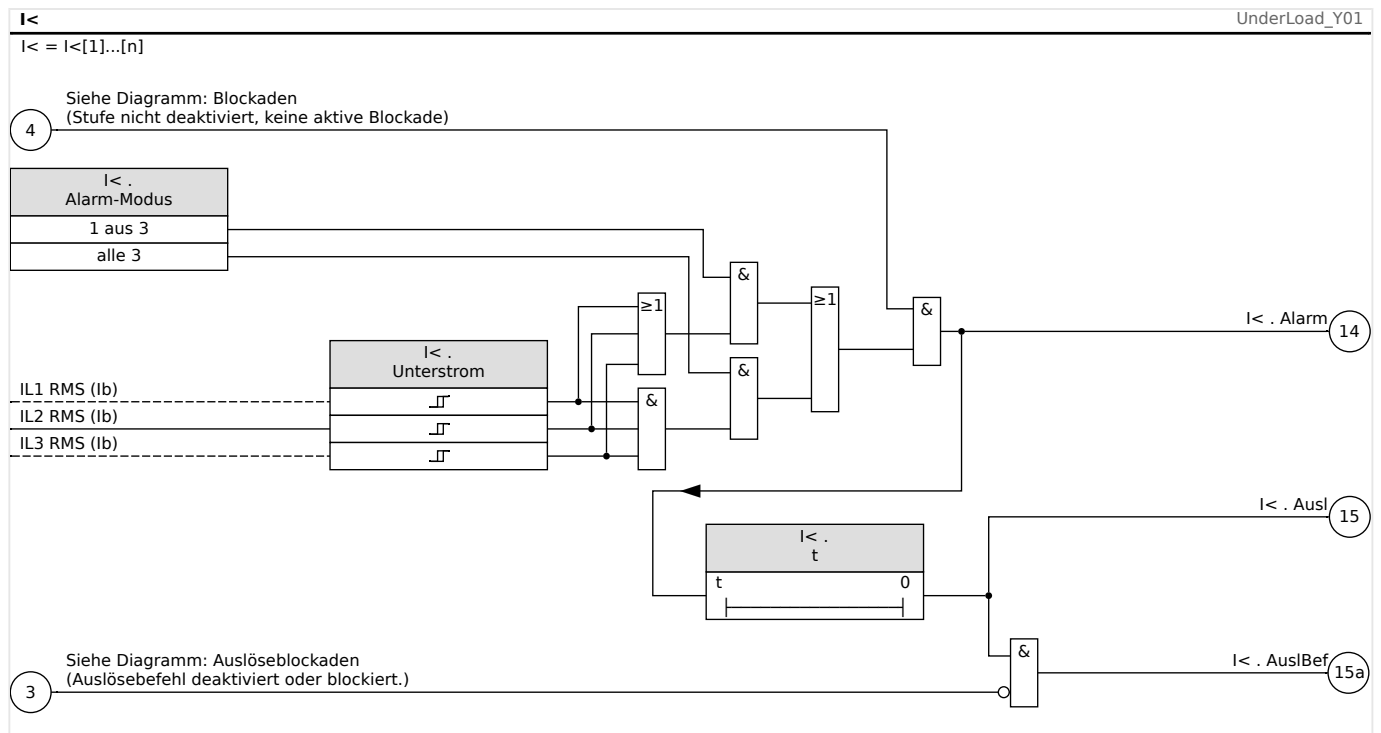 I<
UnderLoad_Y01
I< = I<[1]...[n]
Siehe Diagramm: Blockaden
(Stufe nicht deaktiviert, keine aktive Blockade)
4
I< .
Alarm-Modus
1 aus 3
alle 3
&
≥1
≥1
&
I< . Alarm
14
I< .
Unterstrom
&
IL1 RMS (Ib)
&
IL2 RMS (Ib)
IL3 RMS (Ib)
I< . Ausl
15
I< .
t
t
0
Siehe Diagramm: Auslöseblockaden
(Auslösebefehl deaktiviert oder blockiert.)
3
&
I< . AuslBef
15a